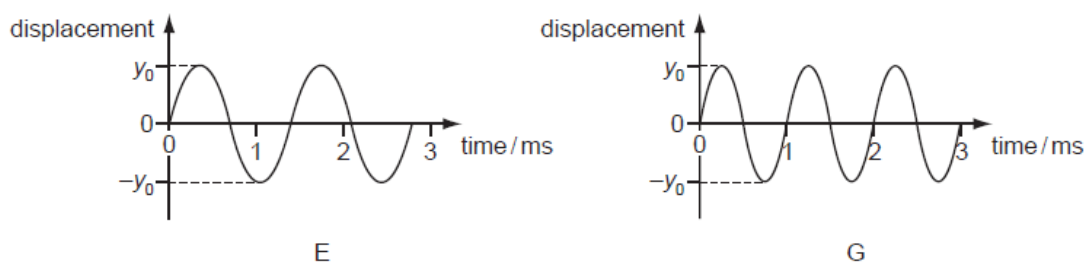 displacement
y₀
0
−y₀
0 1 2 3 time / ms
E
displacement
y₀
0
−y₀
0 1 2 3 time / ms
G